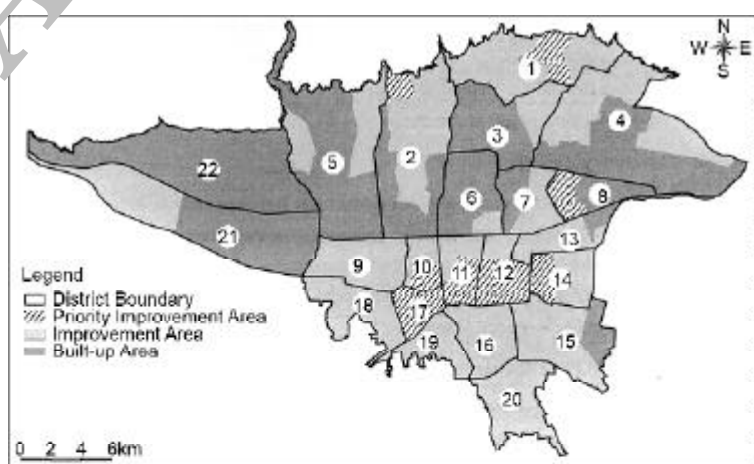 N
W E
S
1
4
3
5
2
8
22
6
7
21
13
9
10
11
12
14
18
17
19
16
15
20
Legend
District Boundary
Priority Improvement Area
Improvement Area
Built-up Area
0 2 4 6km